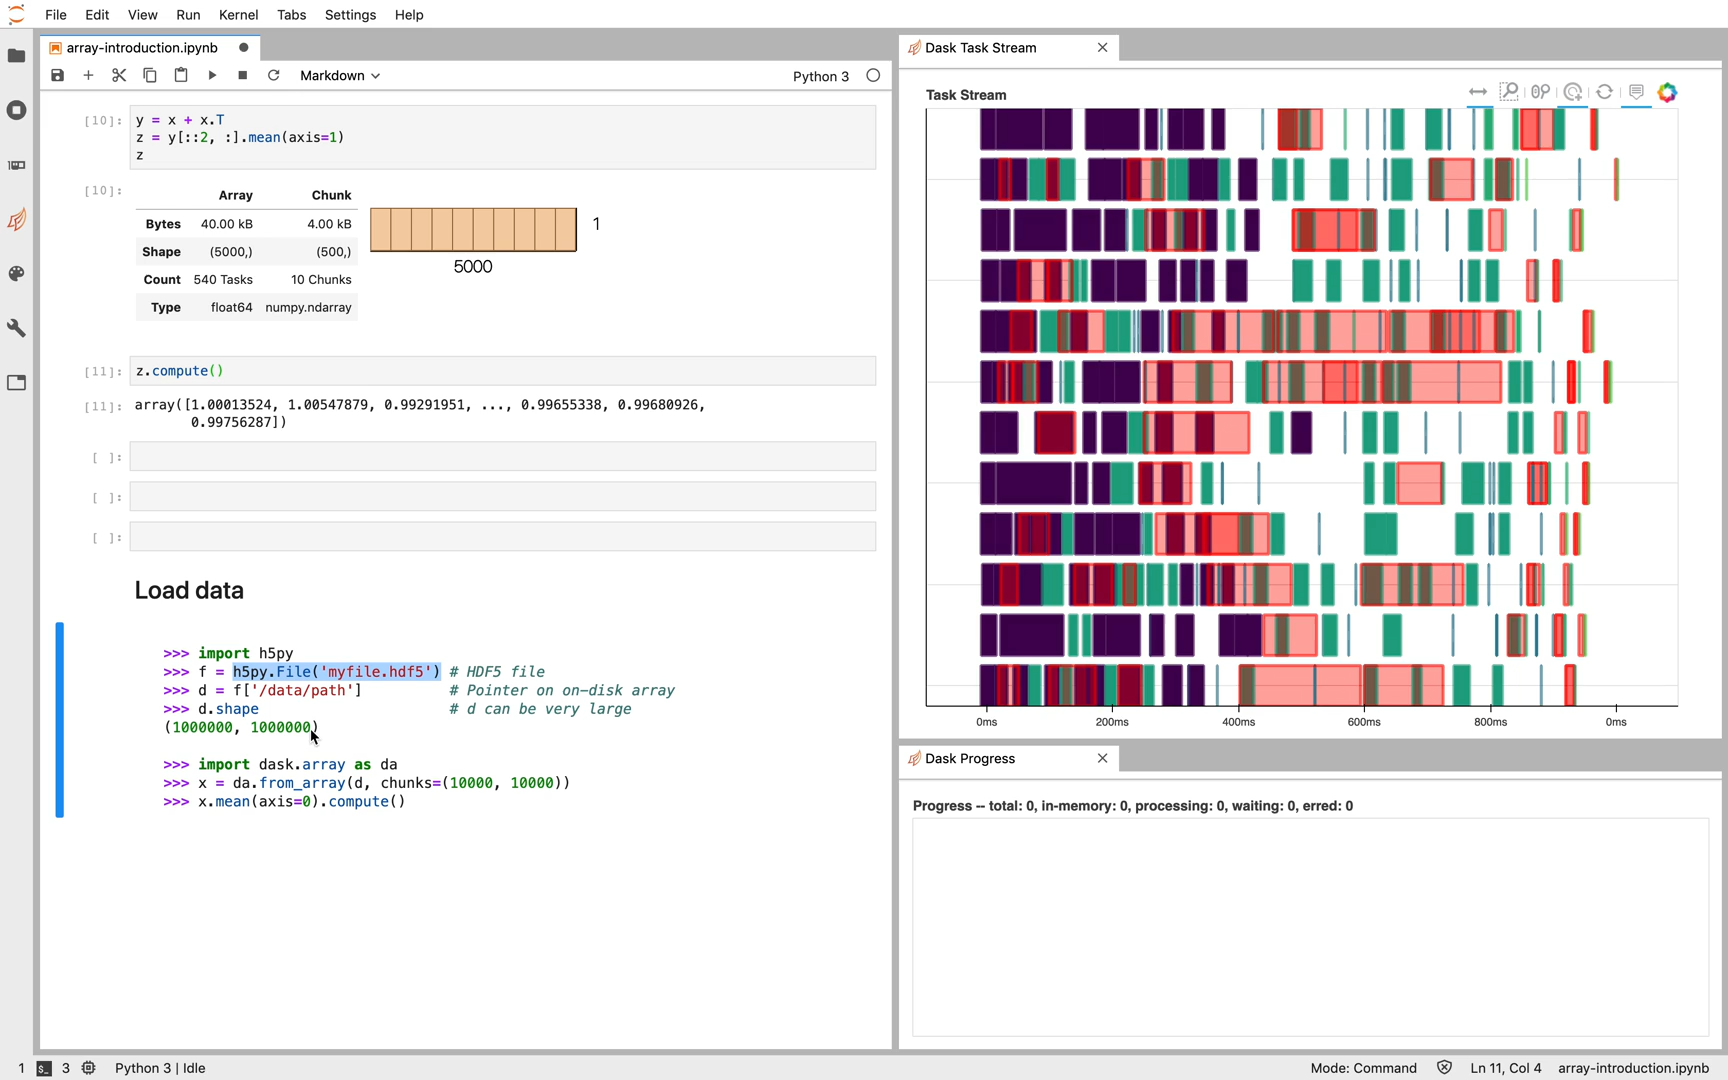 File Edit View Run Kernel Tabs Settings Help
array-introduction.ipynb
Markdown
Python 3
[10]:
y = x + x.T
z = y[::2, :].mean(axis=1)
z
[10]:
Array Chunk
Bytes 40.00 kB 4.00 kB
Shape (5000,) (500,)
Count 540 Tasks 10 Chunks
Type float64 numpy.ndarray
1
5000
[11]:
z.compute()
[11]:
array([1.00013524, 1.00547879, 0.99291951, ..., 0.99655338, 0.99680926,
0.99756287])
[ ]:
[ ]:
[ ]:
Load data
>>> import h5py
>>> f = h5py.File('myfile.hdf5') # HDF5 file
>>> d = f['/data/path'] # Pointer on on-disk array
>>> d.shape # d can be very large
(1000000, 1000000)
>>> import dask.array as da
>>> x = da.from_array(d, chunks=(10000, 10000))
>>> x.mean(axis=0).compute()
Dask Task Stream
Task Stream
0ms 200ms 400ms 600ms 800ms 0ms
Dask Progress
Progress -- total: 0, in-memory: 0, processing: 0, waiting: 0, erred: 0
1 $_ 3 Python 3 | Idle
Mode: Command Ln 11, Col 4 array-introduction.ipynb